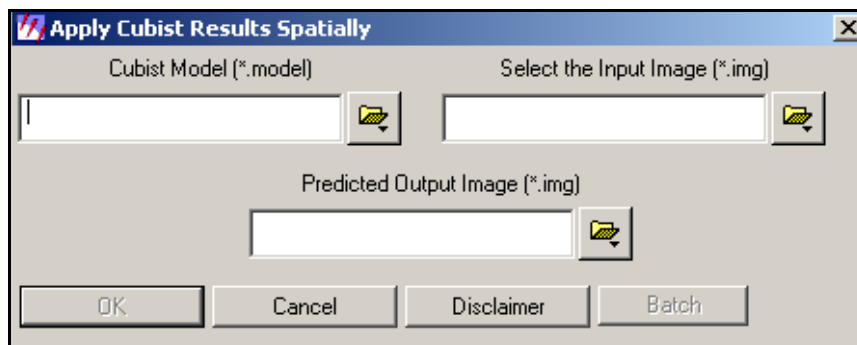 Apply Cubist Results Spatially
Cubist Model (*.model) Select the Input Image (*.img)
Predicted Output Image (*.img)
OK Cancel Disclaimer Batch